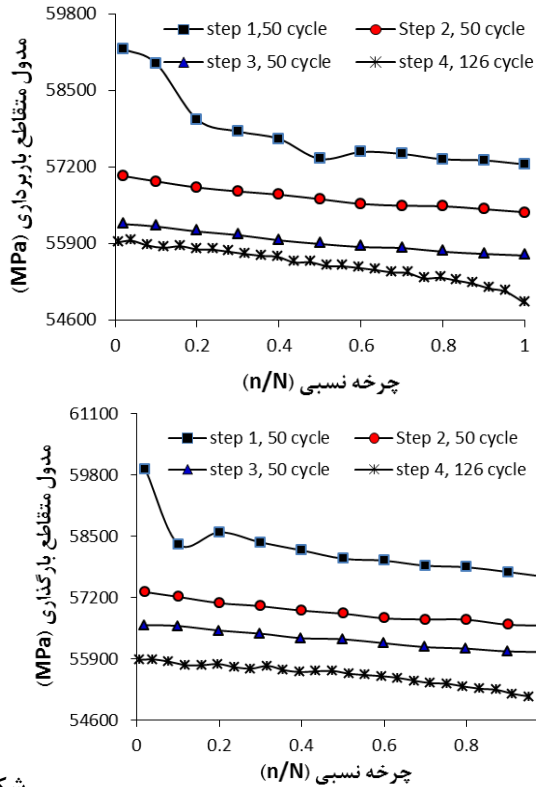 59800
58500
57200
55900
54600
مدول متقاطع باربرداری (MPa)
step 1,50 cycle
Step 2, 50 cycle
step 3, 50 cycle
step 4, 126 cycle
0 0.2 0.4 0.6 0.8 1
چرخه نسبی (n/N)
61100
59800
58500
57200
55900
54600
مدول متقاطع بارگذاری (MPa)
step 1, 50 cycle
Step 2, 50 cycle
step 3, 50 cycle
step 4, 126 cycle
0 0.2 0.4 0.6 0.8
چرخه نسبی (n/N)